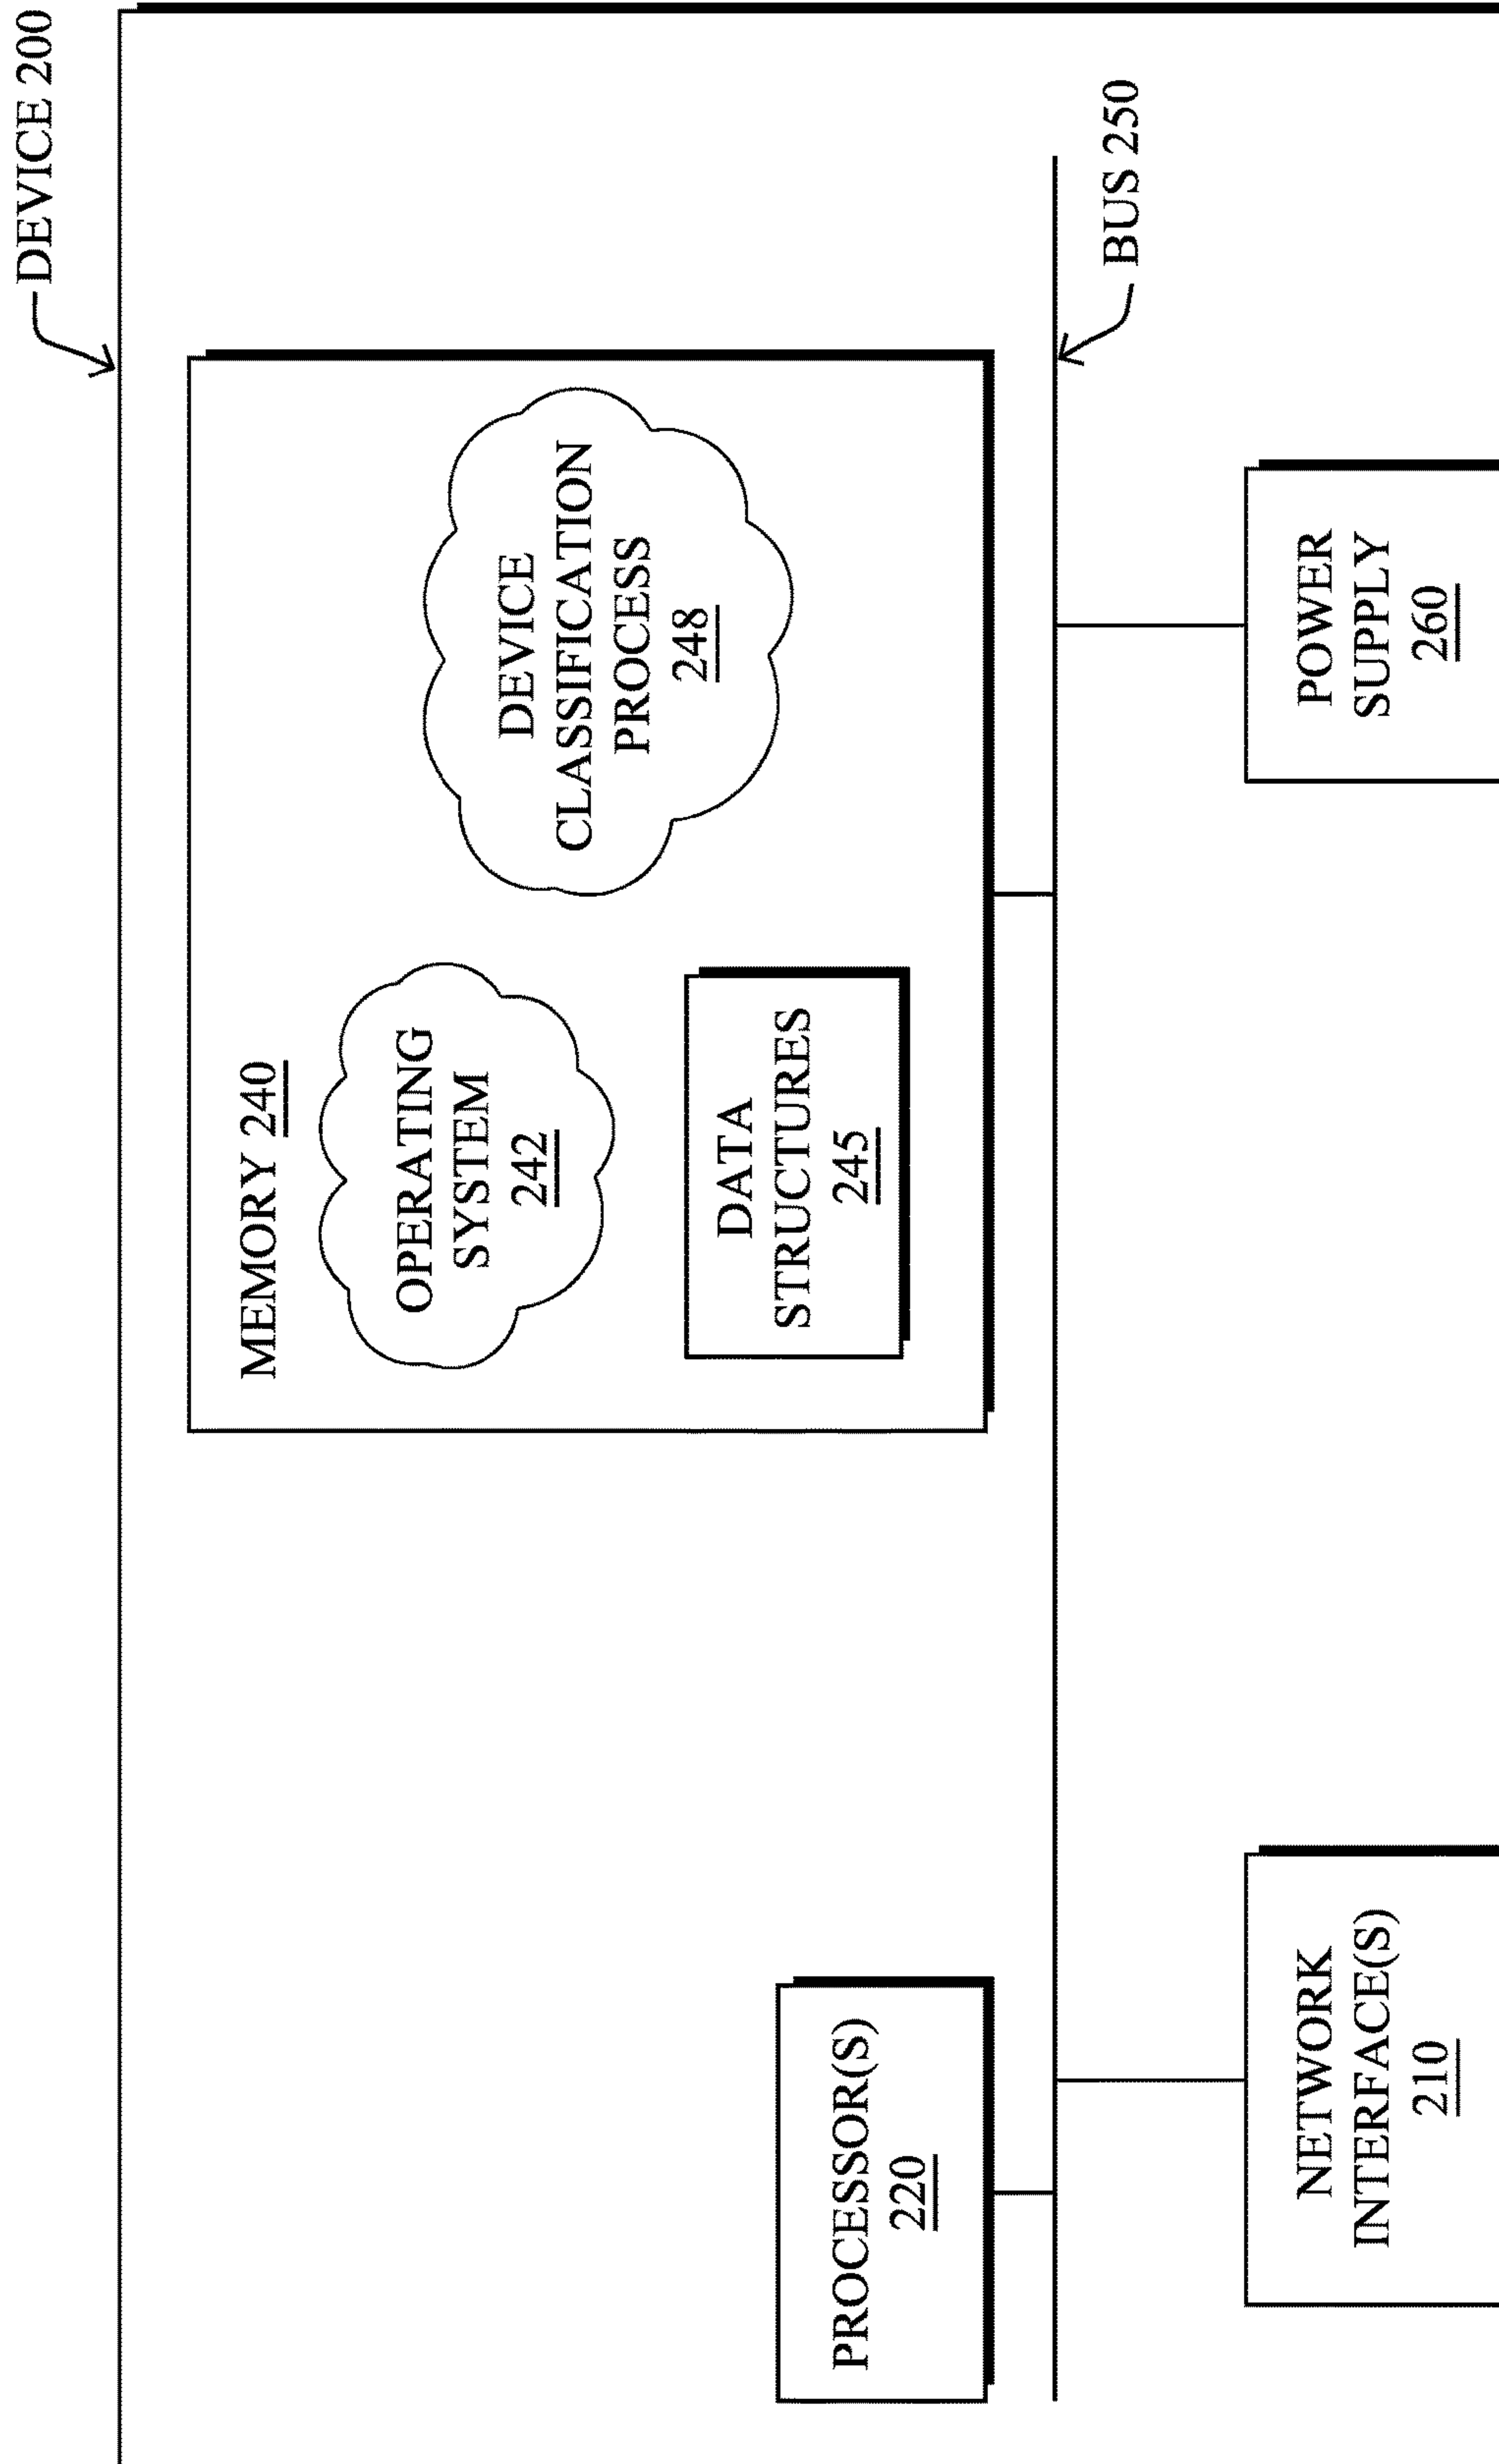 DEVICE 200
MEMORY 240
OPERATING
SYSTEM
242
DATA
STRUCTURES
245
DEVICE
CLASSIFICATION
PROCESS
248
PROCESSOR(S)
220
BUS 250
NETWORK
INTERFACE(S)
210
POWER
SUPPLY
260